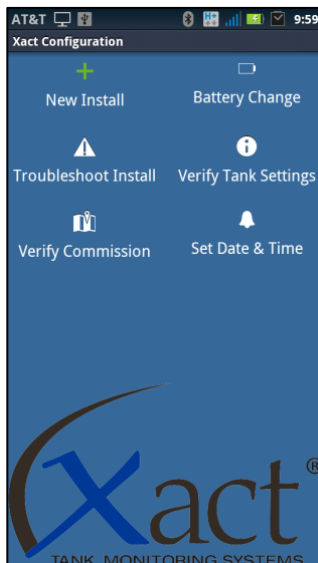 AT&T H+ 9:59
Xact Configuration
New Install Battery Change
Troubleshoot Install Verify Tank Settings
Verify Commission Set Date & Time
Xact®
TANK MONITORING SYSTEMS